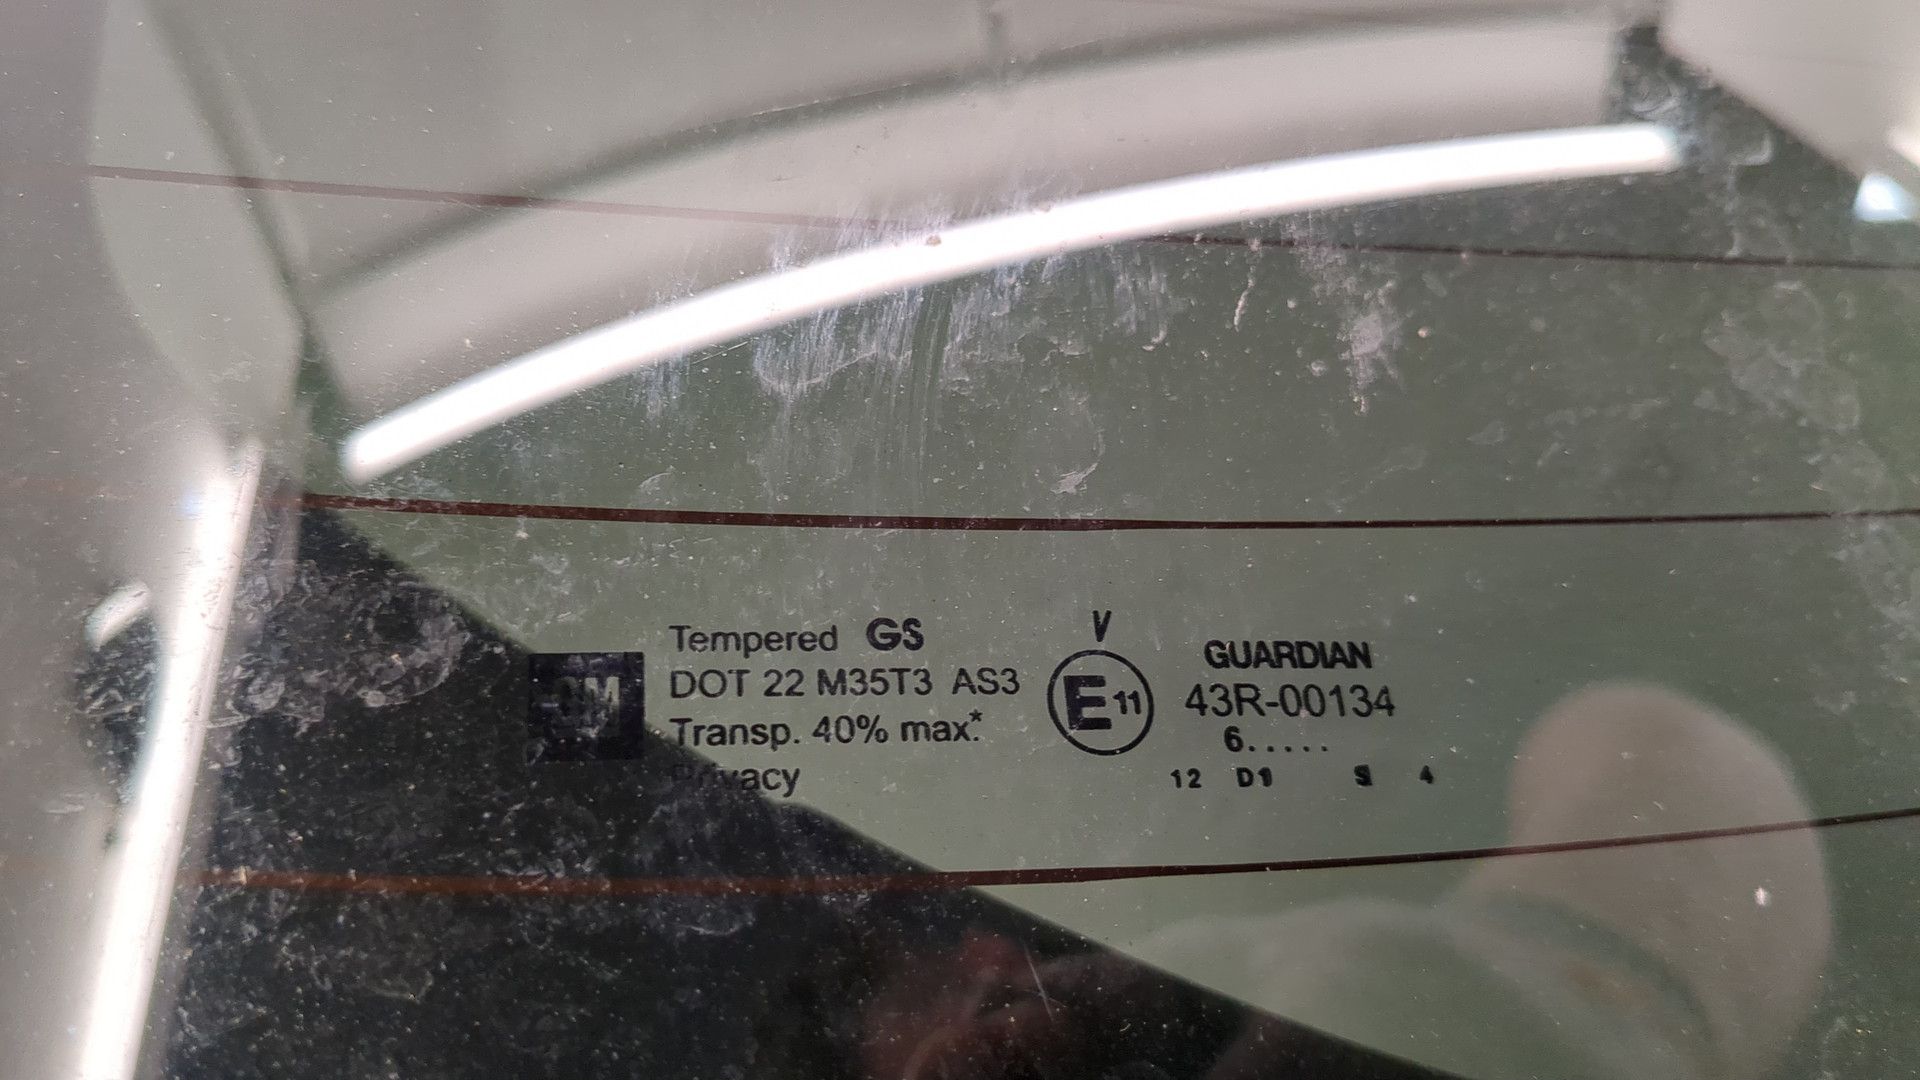 GM
Tempered GS
DOT 22 M35T3 AS3
Transp. 40% max.*
Privacy
V
E 11
GUARDIAN
43R-00134
6.....
12 D1 S 4